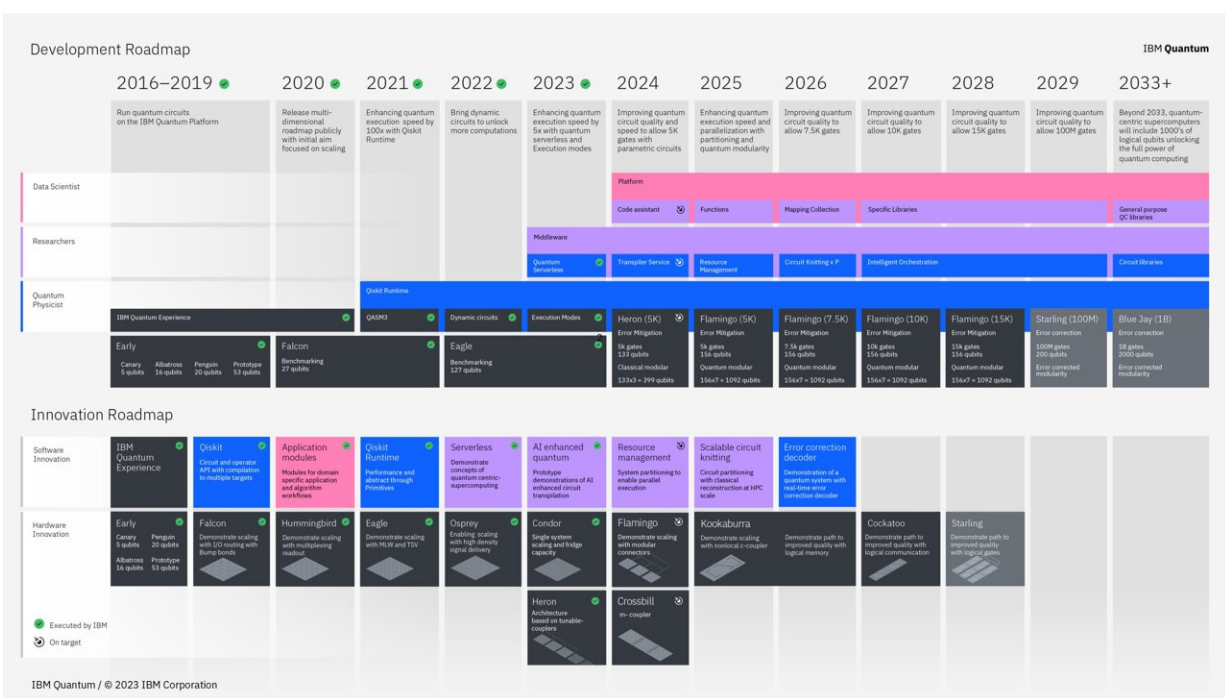 Development Roadmap
IBM Quantum
2016–2019
2020
2021
2022
2023
2024
2025
2026
2027
2028
2029
2033+
Run quantum circuits
on the IBM Quantum Platform
Release multi-
dimensional
roadmap publicly
with initial aim
focused on scaling
Enhancing quantum
execution speed by
100x with Qiskit
Runtime
Bring dynamic
circuits to unlock
more computations
Enhancing quantum
execution speed by
5x with quantum
serverless and
Execution modes
Improving quantum
circuit quality and
speed to allow 5K
gates with
parametric circuits
Enhancing quantum
execution speed and
parallelization with
partitioning and
quantum modularity
Improving quantum
circuit quality to
allow 7.5K gates
Improving quantum
circuit quality to
allow 10K gates
Improving quantum
circuit quality to
allow 15K gates
Improving quantum
circuit quality to
allow 100M gates
Beyond 2033, quantum-
centric supercomputers
will include 1000's of
logical qubits unlocking
the full power of
quantum computing
Data Scientist
Platform
Code assistant
Functions
Mapping Collection
Specific Libraries
General purpose
QC libraries
Researchers
Middleware
Quantum
Serverless
Transpiler Service
Resource
Management
Circuit Knitting x P
Intelligent Orchestration
Circuit libraries
Quantum
Physicist
Qiskit Runtime
IBM Quantum Experience
QASM3
Dynamic circuits
Execution Modes
Early
Canary
5 qubits
Albatross
16 qubits
Penguin
20 qubits
Prototype
53 qubits
Falcon
Benchmarking
27 qubits
Eagle
Benchmarking
127 qubits
Heron (5K)
Error Mitigation
5k gates
133 qubits
Classical modular
133x3 = 399 qubits
Flamingo (5K)
Error Mitigation
5k gates
156 qubits
Quantum modular
156x7 = 1092 qubits
Flamingo (7.5K)
Error Mitigation
7.5k gates
156 qubits
Quantum modular
156x7 = 1092 qubits
Flamingo (10K)
Error Mitigation
10k gates
156 qubits
Quantum modular
156x7 = 1092 qubits
Flamingo (15K)
Error Mitigation
15k gates
156 qubits
Quantum modular
156x7 = 1092 qubits
Starling (100M)
Error correction
100M gates
200 qubits
Error corrected
modularity
Blue Jay (1B)
Error correction
1B gates
2000 qubits
Error corrected
modularity
Innovation Roadmap
Software
Innovation
IBM
Quantum
Experience
Qiskit
Circuit and operator
API with compilation
to multiple targets
Application
modules
Modules for domain
specific application
and algorithm
workflows
Qiskit
Runtime
Performance and
abstract through
Primitives
Serverless
Demonstrate
concepts of
quantum centric-
supercomputing
AI enhanced
quantum
Prototype
demonstrations of AI
enhanced circuit
transpilation
Resource
management
System partitioning to
enable parallel
execution
Scalable circuit
knitting
Circuit partitioning
with classical
reconstruction at HPC
scale
Error correction
decoder
Demonstration of a
quantum system with
real-time error
correction decoder
Hardware
Innovation
Early
Canary
5 qubits
Penguin
20 qubits
Albatross
16 qubits
Prototype
53 qubits
Falcon
Demonstrate scaling
with I/O routing with
Bump bonds
Hummingbird
Demonstrate scaling
with multiplexing
readout
Eagle
Demonstrate scaling
with MLW and TSV
Osprey
Enabling scaling
with high density
signal delivery
Condor
Single system
scaling and fridge
capacity
Flamingo
Demonstrate scaling
with modular
connectors
Kookaburra
Demonstrate scaling
with nonlocal c-coupler
Demonstrate path to
improved quality with
logical memory
Cockatoo
Demonstrate path to
improved quality with
logical communication
Starling
Demonstrate path to
improved quality
with logical gates
Heron
Architecture
based on tunable-
couplers
Crossbill
m- coupler
Executed by IBM
On target
IBM Quantum / © 2023 IBM Corporation